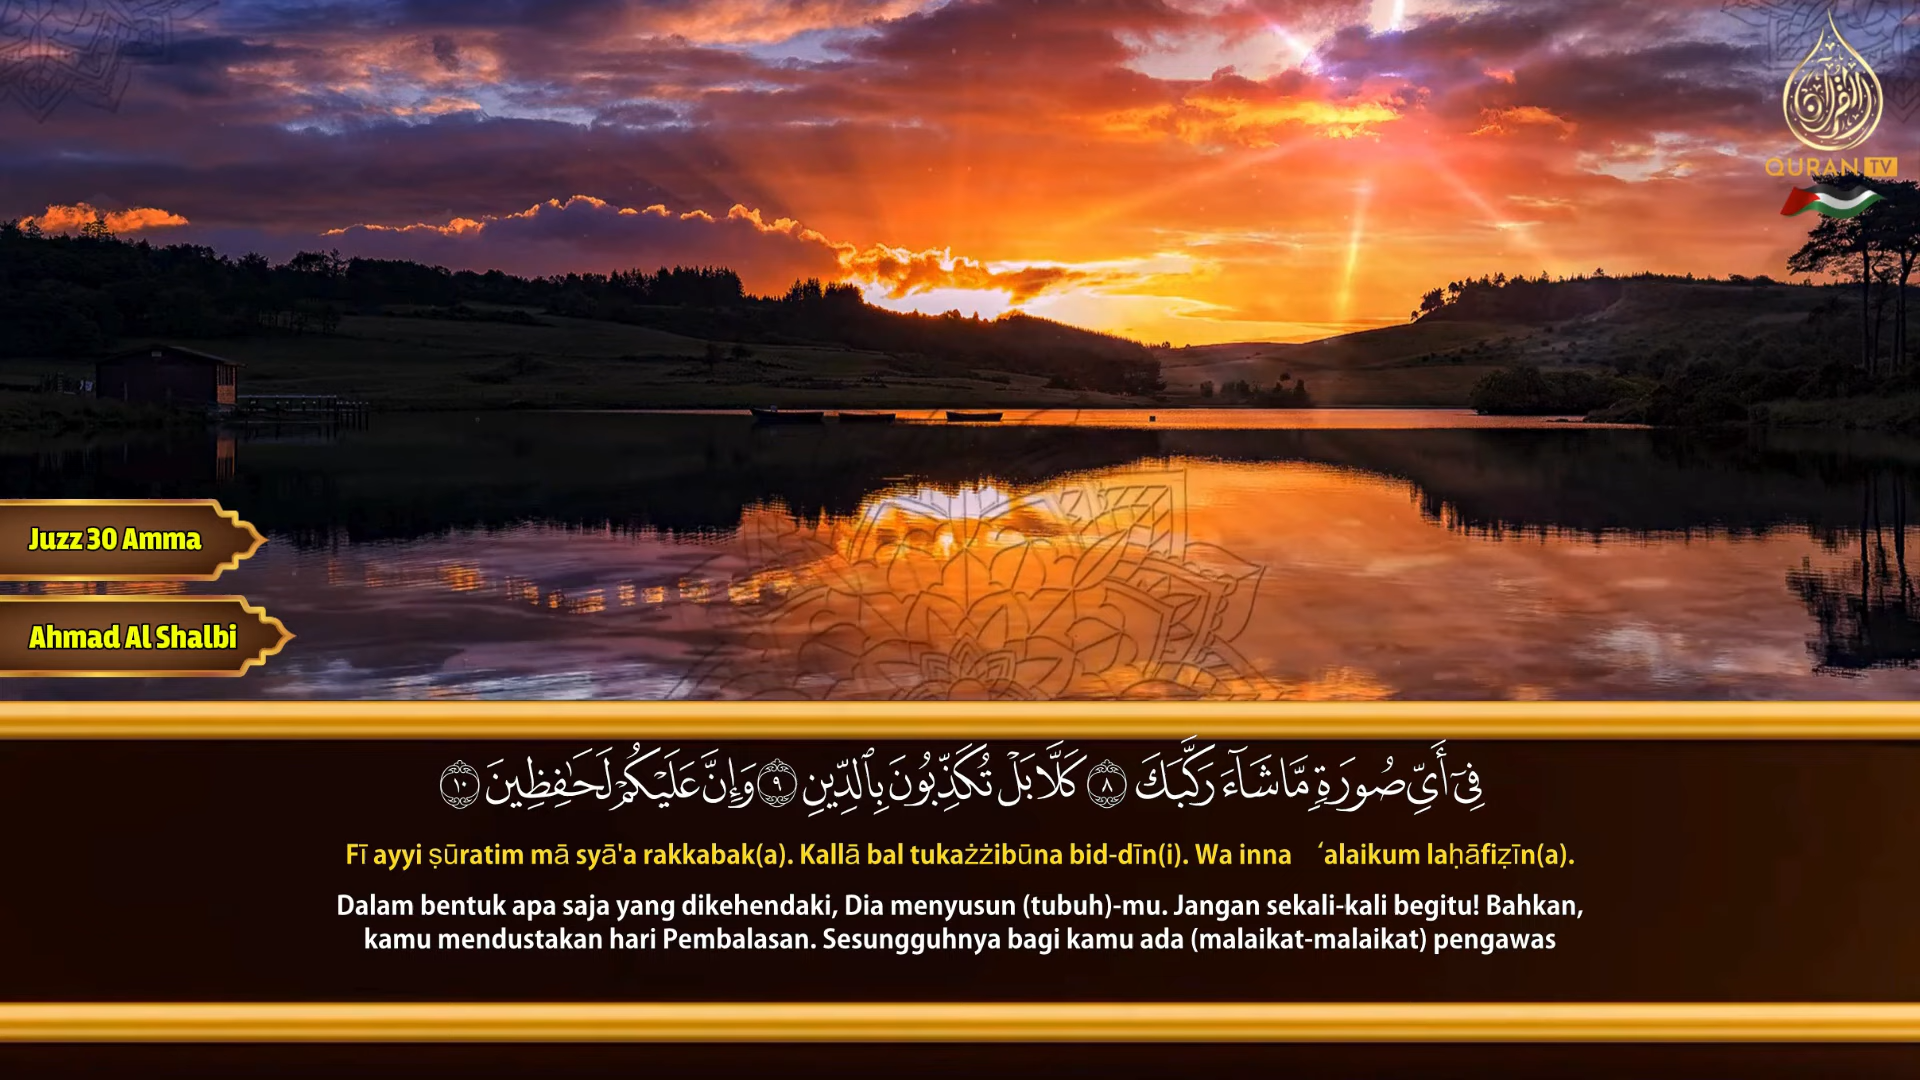 القرآن
QURAN TV
Juzz 30 Amma
Ahmad Al Shalbi
فِىٓ أَىِّ صُورَةٍ مَّا شَآءَ رَكَّبَكَ ٨ كَلَّا بَلْ تُكَذِّبُونَ بِٱلدِّينِ ٩ وَإِنَّ عَلَيْكُمْ لَحَـٰفِظِينَ ١٠
Fī ayyi ṣūratim mā syā'a rakkabak(a). Kallā bal tukażżibūna bid-dīn(i). Wa inna ‘alaikum laḥāfiẓīn(a).
Dalam bentuk apa saja yang dikehendaki, Dia menyusun (tubuh)-mu. Jangan sekali-kali begitu! Bahkan,
kamu mendustakan hari Pembalasan. Sesungguhnya bagi kamu ada (malaikat-malaikat) pengawas